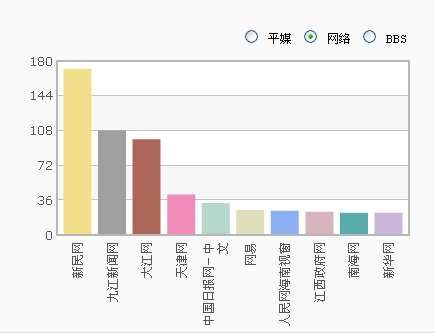 平媒 网络 BBS
180
144
108
72
36
0
新民网
九江新闻网
大江网
天津网
中国日报网-中
文
网易
人民网海南视窗
江西政府网
南海网
新华网